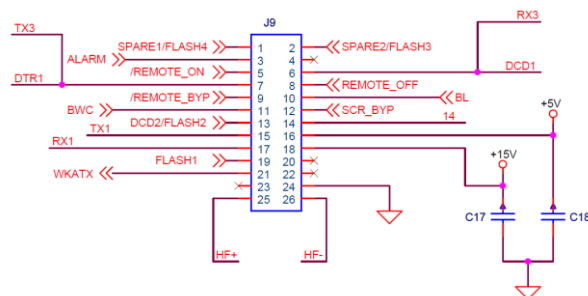 J9
TX3
RX3
SPARE1/FLASH4 1 2 SPARE2/FLASH3
ALARM 3 4
/REMOTE_ON 5 6 DCD1
DTR1 7 8 REMOTE_OFF
/REMOTE_BYP 9 10 BL
BWC 11 12 SCR_BYP
DCD2/FLASH2 13 14 14
TX1 15 16 +5V
RX1 17 18 +15V
FLASH1 19 20
WKATX 21 22
23 24
25 26
C17 C18
HF+ HF-